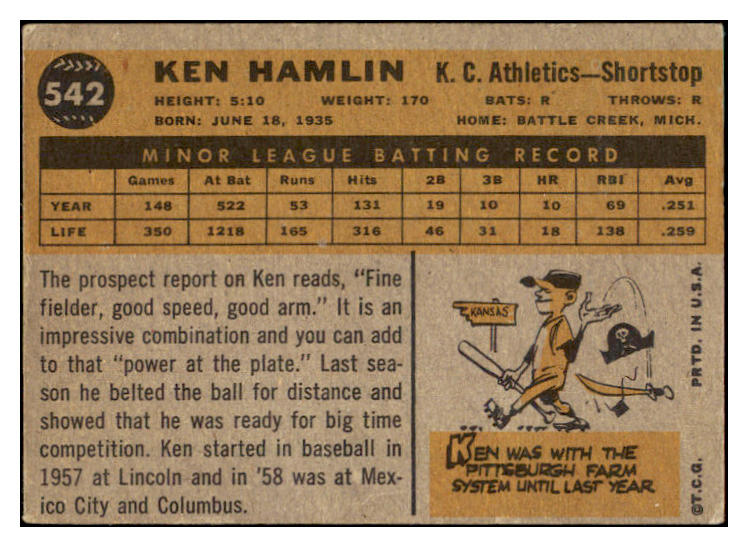 542
KEN HAMLIN K. C. Athletics—Shortstop
HEIGHT: 5:10 WEIGHT: 170 BATS: R THROWS: R
BORN: JUNE 18, 1935 HOME: BATTLE CREEK, MICH.
MINOR LEAGUE BATTING RECORD
Games At Bat Runs Hits 2B 3B HR RBI Avg
YEAR 148 522 53 131 19 10 10 69 .251
LIFE 350 1218 165 316 46 31 18 138 .259
The prospect report on Ken reads, "Fine
fielder, good speed, good arm." It is an
impressive combination and you can add
to that "power at the plate." Last sea-
son he belted the ball for distance and
showed that he was ready for big time
competition. Ken started in baseball in
1957 at Lincoln and in '58 was at Mex-
ico City and Columbus.
KANSAS
KEN WAS WITH THE
PITTSBURGH FARM
SYSTEM UNTIL LAST YEAR
©T.C.G. PRTD. IN U.S.A.